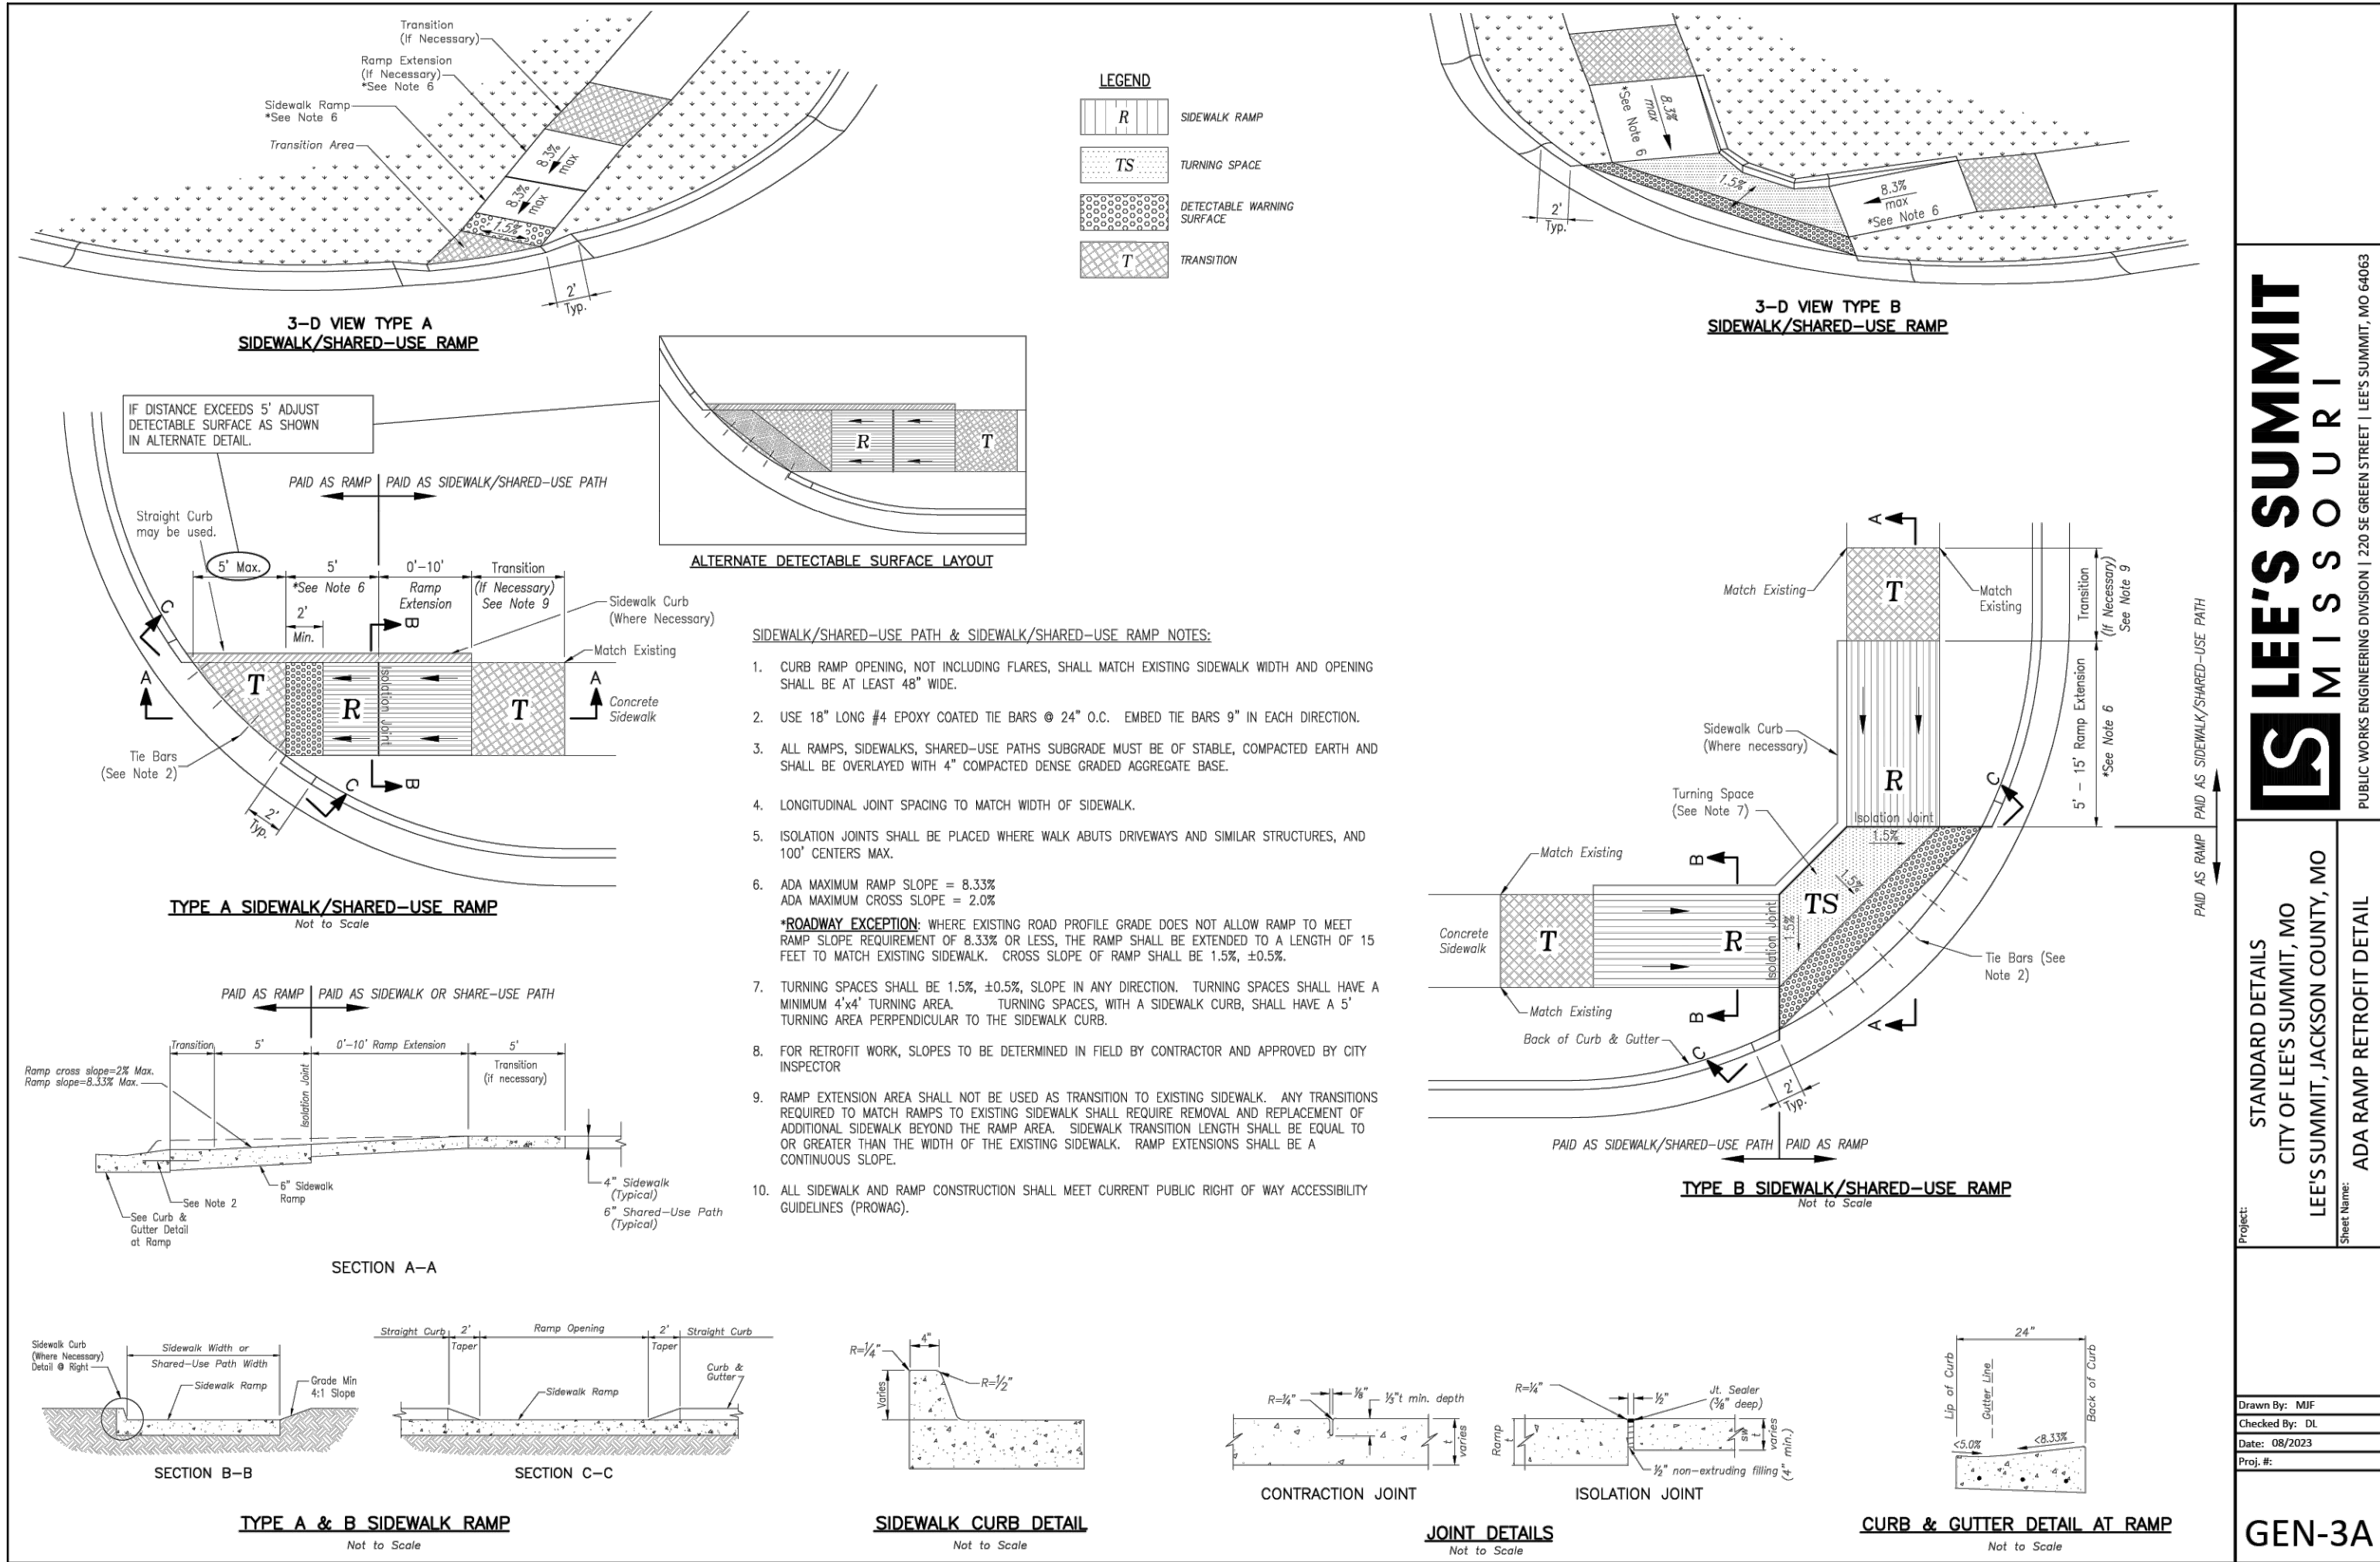 Transition
(If Necessary)
Ramp Extension
(If Necessary)
*See Note 6
Sidewalk Ramp
*See Note 6
Transition Area
8.3%
max
8.3%
max
1.5%
2'
Typ.
3-D VIEW TYPE A
SIDEWALK/SHARED-USE RAMP
LEGEND
R
SIDEWALK RAMP
TS
TURNING SPACE
DETECTABLE WARNING
SURFACE
T
TRANSITION
8.3%
max
*See Note 6
1.5%
8.3%
max
*See Note 6
2'
Typ.
3-D VIEW TYPE B
SIDEWALK/SHARED-USE RAMP
IF DISTANCE EXCEEDS 5' ADJUST
DETECTABLE SURFACE AS SHOWN
IN ALTERNATE DETAIL.
R
T
ALTERNATE DETECTABLE SURFACE LAYOUT
PAID AS RAMP
PAID AS SIDEWALK/SHARED-USE PATH
Straight Curb
may be used.
5' Max.
5'
*See Note 6
2'
Min.
0'-10'
Ramp
Extension
Transition
(If Necessary)
See Note 9
Sidewalk Curb
(Where Necessary)
Match Existing
B
C
A
T
R
Isolation Joint
Isolation Joint
T
A
Concrete
Sidewalk
Tie Bars
(See Note 2)
B
C
2'
Typ.
TYPE A SIDEWALK/SHARED-USE RAMP
Not to Scale
SIDEWALK/SHARED-USE PATH & SIDEWALK/SHARED-USE RAMP NOTES:
1. CURB RAMP OPENING, NOT INCLUDING FLARES, SHALL MATCH EXISTING SIDEWALK WIDTH AND OPENING
SHALL BE AT LEAST 48" WIDE.
2. USE 18" LONG #4 EPOXY COATED TIE BARS @ 24" O.C. EMBED TIE BARS 9" IN EACH DIRECTION.
3. ALL RAMPS, SIDEWALKS, SHARED-USE PATHS SUBGRADE MUST BE OF STABLE, COMPACTED EARTH AND
SHALL BE OVERLAYED WITH 4" COMPACTED DENSE GRADED AGGREGATE BASE.
4. LONGITUDINAL JOINT SPACING TO MATCH WIDTH OF SIDEWALK.
5. ISOLATION JOINTS SHALL BE PLACED WHERE WALK ABUTS DRIVEWAYS AND SIMILAR STRUCTURES, AND
100' CENTERS MAX.
6. ADA MAXIMUM RAMP SLOPE = 8.33%
ADA MAXIMUM CROSS SLOPE = 2.0%
*ROADWAY EXCEPTION: WHERE EXISTING ROAD PROFILE GRADE DOES NOT ALLOW RAMP TO MEET
RAMP SLOPE REQUIREMENT OF 8.33% OR LESS, THE RAMP SHALL BE EXTENDED TO A LENGTH OF 15
FEET TO MATCH EXISTING SIDEWALK. CROSS SLOPE OF RAMP SHALL BE 1.5%, ±0.5%.
7. TURNING SPACES SHALL BE 1.5%, ±0.5%, SLOPE IN ANY DIRECTION. TURNING SPACES SHALL HAVE A
MINIMUM 4'x4' TURNING AREA. TURNING SPACES, WITH A SIDEWALK CURB, SHALL HAVE A 5'
TURNING AREA PERPENDICULAR TO THE SIDEWALK CURB.
8. FOR RETROFIT WORK, SLOPES TO BE DETERMINED IN FIELD BY CONTRACTOR AND APPROVED BY CITY
INSPECTOR
9. RAMP EXTENSION AREA SHALL NOT BE USED AS TRANSITION TO EXISTING SIDEWALK. ANY TRANSITIONS
REQUIRED TO MATCH RAMPS TO EXISTING SIDEWALK SHALL REQUIRE REMOVAL AND REPLACEMENT OF
ADDITIONAL SIDEWALK BEYOND THE RAMP AREA. SIDEWALK TRANSITION LENGTH SHALL BE EQUAL TO
OR GREATER THAN THE WIDTH OF THE EXISTING SIDEWALK. RAMP EXTENSIONS SHALL BE A
CONTINUOUS SLOPE.
10. ALL SIDEWALK AND RAMP CONSTRUCTION SHALL MEET CURRENT PUBLIC RIGHT OF WAY ACCESSIBILITY
GUIDELINES (PROWAG).
A
Match Existing
T
Match
Existing
Transition
(If Necessary)
See Note 9
Sidewalk Curb
(Where necessary)
R
5' - 15' Ramp Extension
*See Note 6
C
Turning Space
(See Note 7)
Isolation Joint
1.5%
PAID AS RAMP
PAID AS SIDEWALK/SHARED-USE PATH
Match Existing
B
1.5%
TS
Concrete
Sidewalk
T
R
Isolation Joint
1.5%
Tie Bars (See
Note 2)
Match Existing
B
A
Back of Curb & Gutter
C
2'
Typ.
PAID AS SIDEWALK/SHARED-USE PATH
PAID AS RAMP
TYPE B SIDEWALK/SHARED-USE RAMP
Not to Scale
PAID AS RAMP
PAID AS SIDEWALK OR SHARE-USE PATH
Transition
5'
0'-10' Ramp Extension
5'
Transition
(if necessary)
Ramp cross slope=2% Max.
Ramp slope=8.33% Max.
Isolation Joint
See Note 2
6" Sidewalk
Ramp
See Curb &
Gutter Detail
at Ramp
4" Sidewalk
(Typical)
6" Shared-Use Path
(Typical)
SECTION A-A
Sidewalk Curb
(Where Necessary)
Detail @ Right
Sidewalk Width or
Shared-Use Path Width
Sidewalk Ramp
Grade Min
4:1 Slope
SECTION B-B
Straight Curb
2'
Taper
Ramp Opening
2'
Taper
Straight Curb
Curb &
Gutter
Sidewalk Ramp
SECTION C-C
TYPE A & B SIDEWALK RAMP
Not to Scale
4"
R=¼"
R=½"
Varies
SIDEWALK CURB DETAIL
Not to Scale
R=¼"
⅛"
⅓"t min. depth
t
varies
CONTRACTION JOINT
R=¼"
½"
Jt. Sealer
(⅜" deep)
Ramp
t
sw
t
varies
(4" min.)
½" non-extruding filling
ISOLATION JOINT
JOINT DETAILS
Not to Scale
24"
Lip of Curb
Gutter Line
Back of Curb
<5.0%
<8.33%
CURB & GUTTER DETAIL AT RAMP
Not to Scale
LS LEE'S SUMMIT
MISSOURI
PUBLIC WORKS ENGINEERING DIVISION | 220 SE GREEN STREET | LEE'S SUMMIT, MO 64063
Project:
STANDARD DETAILS
CITY OF LEE'S SUMMIT, MO
LEE'S SUMMIT, JACKSON COUNTY, MO
Sheet Name:
ADA RAMP RETROFIT DETAIL
Drawn By: MJF
Checked By: DL
Date: 08/2023
Proj. #:
GEN-3A